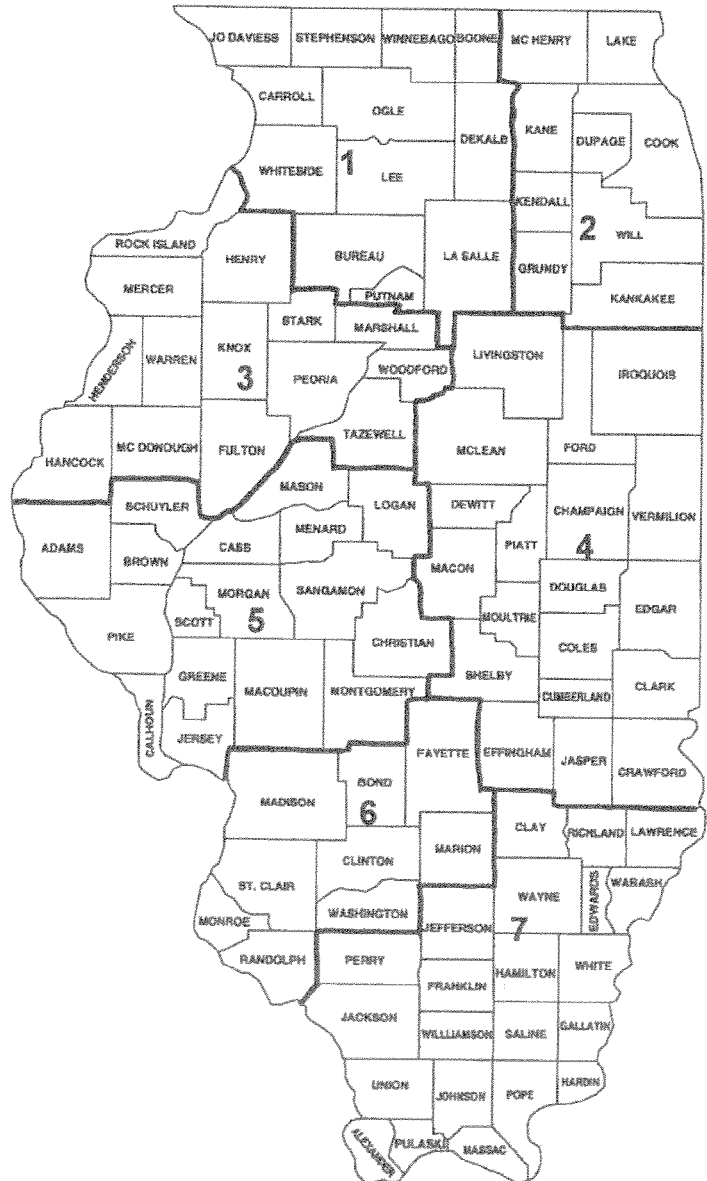 JO DAVIESS
STEPHENSON
WINNEBAGO
BOONE
MC HENRY
LAKE
CARROLL
OGLE
DEKALB
KANE
DUPAGE
COOK
WHITESIDE
1
LEE
KENDALL
2
WILL
ROCK ISLAND
HENRY
BUREAU
LA SALLE
GRUNDY
MERCER
PUTNAM
KANKAKEE
STARK
MARSHALL
HENDERSON
WARREN
KNOX
3
PEORIA
WOODFORD
LIVINGSTON
IROQUOIS
HANCOCK
MC DONOUGH
FULTON
TAZEWELL
MCLEAN
FORD
MASON
SCHUYLER
LOGAN
DEWITT
CHAMPAIGN
VERMILION
ADAMS
BROWN
CASS
MENARD
MACON
PIATT
4
MORGAN
SANGAMON
DOUGLAS
EDGAR
PIKE
SCOTT
5
CHRISTIAN
MOULTRIE
COLES
GREENE
MACOUPIN
MONTGOMERY
SHELBY
CUMBERLAND
CLARK
CALHOUN
JERSEY
FAYETTE
EFFINGHAM
JASPER
CRAWFORD
MADISON
BOND
6
CLAY
RICHLAND
LAWRENCE
MARION
CLINTON
ST. CLAIR
WAYNE
EDWARDS
WABASH
MONROE
WASHINGTON
JEFFERSON
7
RANDOLPH
PERRY
HAMILTON
WHITE
FRANKLIN
JACKSON
WILLLIAMSON
SALINE
GALLATIN
UNION
JOHNSON
POPE
HARDIN
ALEXANDER
PULASKI
MASSAC